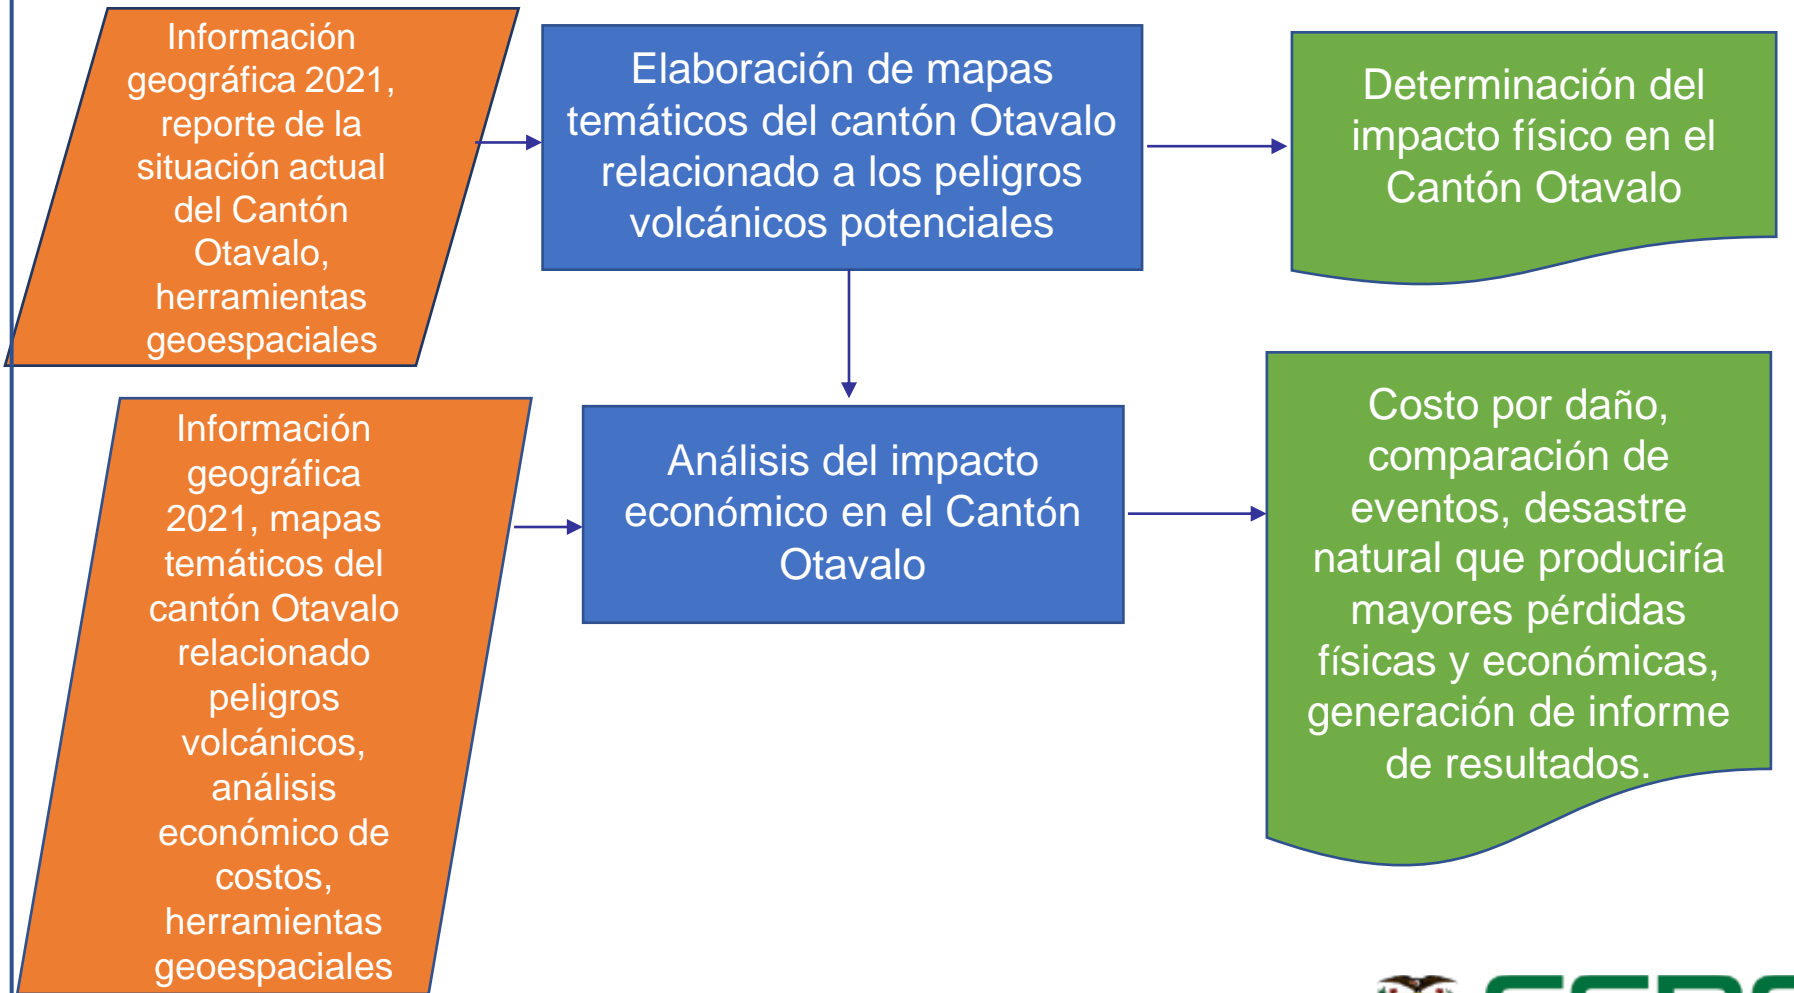 Información
geográfica 2021,
reporte de la
situación actual
del Cantón
Otavalo,
herramientas
geoespaciales
Elaboración de mapas
temáticos del cantón Otavalo
relacionado a los peligros
volcánicos potenciales
Determinación del
impacto físico en el
Cantón Otavalo
Información
geográfica
2021, mapas
temáticos del
cantón Otavalo
relacionado
peligros
volcánicos,
análisis
económico de
costos,
herramientas
geoespaciales
Análisis del impacto
económico en el Cantón
Otavalo
Costo por daño,
comparación de
eventos, desastre
natural que produciría
mayores pérdidas
físicas y económicas,
generación de informe
de resultados.